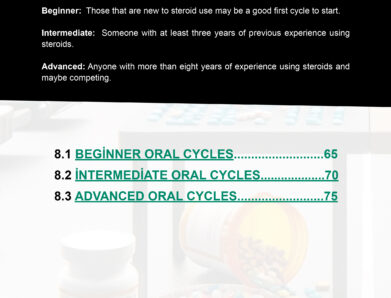 Beginner: Those that are new to steroid use may be a good first cycle to start.
Intermediate: Someone with at least three years of previous experience using
steroids.
Advanced: Anyone with more than eight years of experience using steroids and
maybe competing.
8.1 BEGİNNER ORAL CYCLES..........................65
8.2 İNTERMEDİATE ORAL CYCLES...................70
8.3 ADVANCED ORAL CYCLES.........................75